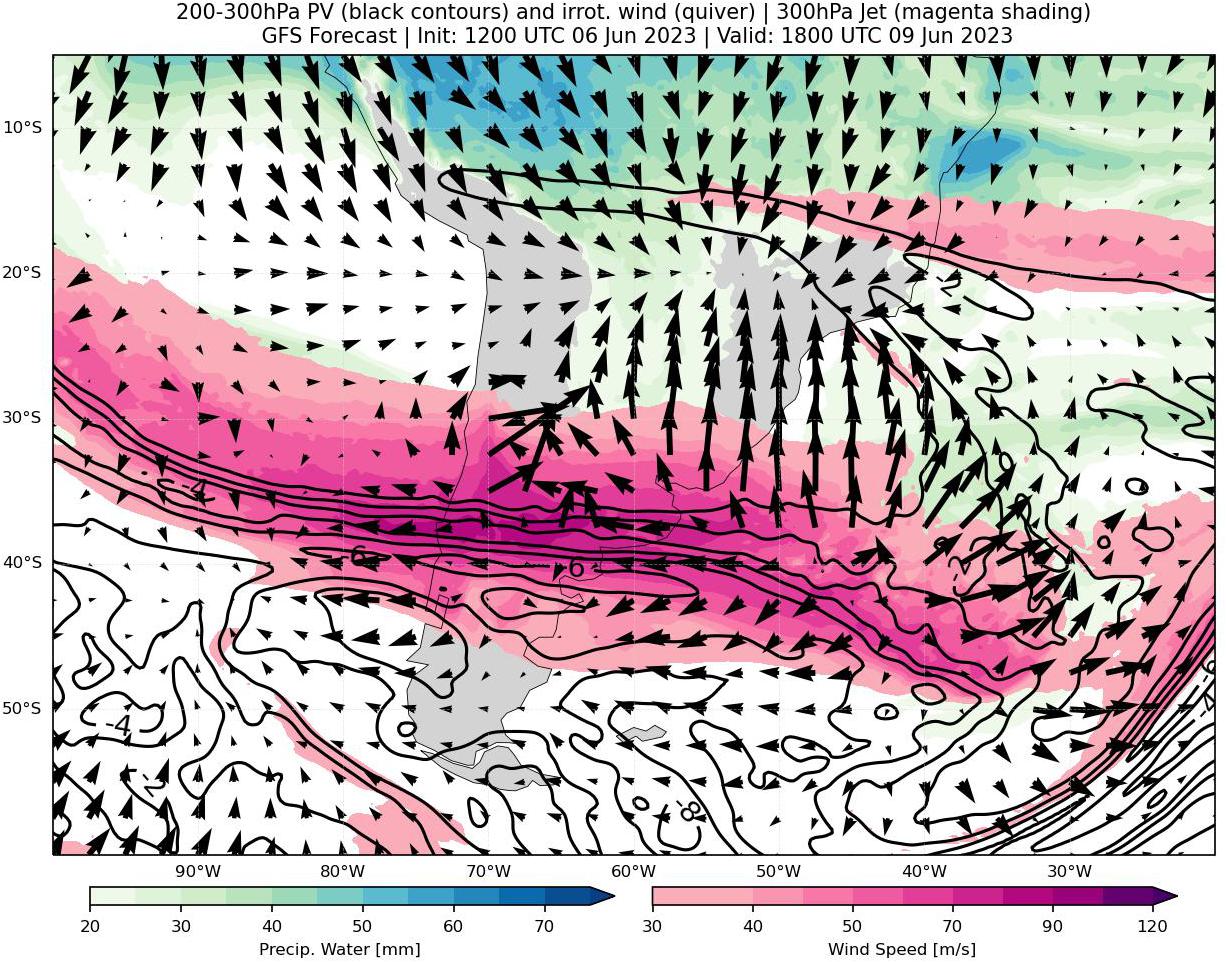 200-300hPa PV (black contours) and irrot. wind (quiver) | 300hPa Jet (magenta shading)
GFS Forecast | Init: 1200 UTC 06 Jun 2023 | Valid: 1800 UTC 09 Jun 2023
10°S
-2
20°S
30°S
-4
40°S
-6
-6
-2
50°S
-4
-2
-8
90°W 80°W 70°W 60°W 50°W 40°W 30°W
20 30 40 50 60 70
30 40 50 70 90 120
Precip. Water [mm]
Wind Speed [m/s]